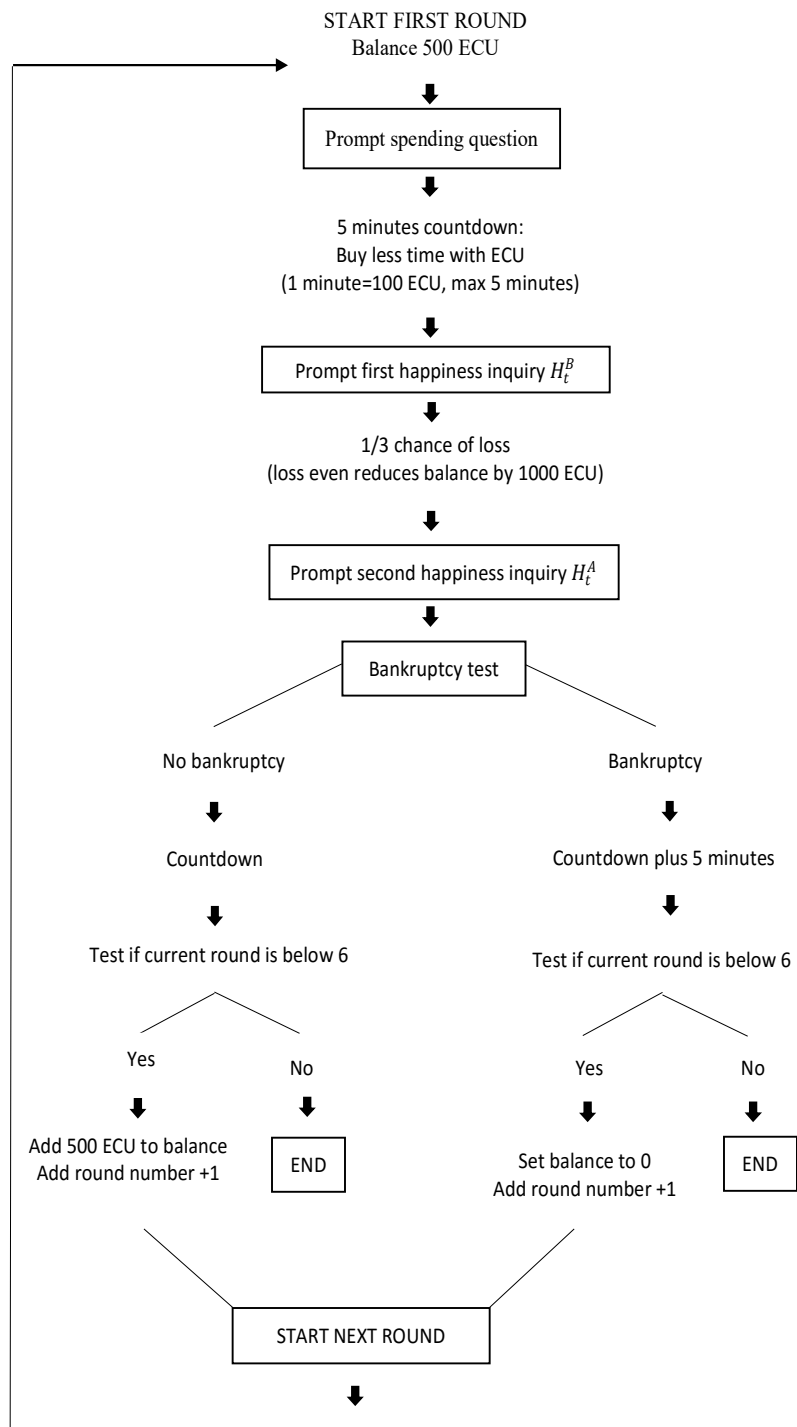 START FIRST ROUND
Balance 500 ECU
Prompt spending question
5 minutes countdown:
Buy less time with ECU
(1 minute=100 ECU, max 5 minutes)
Prompt first happiness inquiry $H_t^B$
1/3 chance of loss
(loss even reduces balance by 1000 ECU)
Prompt second happiness inquiry $H_t^A$
Bankruptcy test
No bankruptcy
Bankruptcy
Countdown
Countdown plus 5 minutes
Test if current round is below 6
Test if current round is below 6
Yes
No
Yes
No
Add 500 ECU to balance
Add round number +1
END
Set balance to 0
Add round number +1
END
START NEXT ROUND